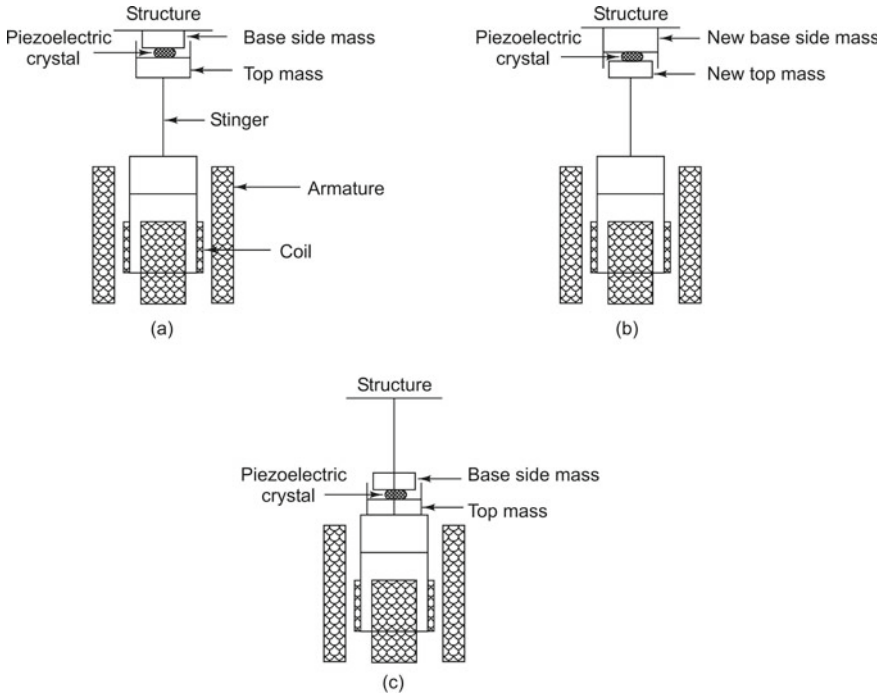 Structure
Piezoelectric
crystal
Base side mass
Top mass
Stinger
Armature
Coil
(a)
Structure
Piezoelectric
crystal
New base side mass
New top mass
(b)
Structure
Piezoelectric
crystal
Base side mass
Top mass
(c)